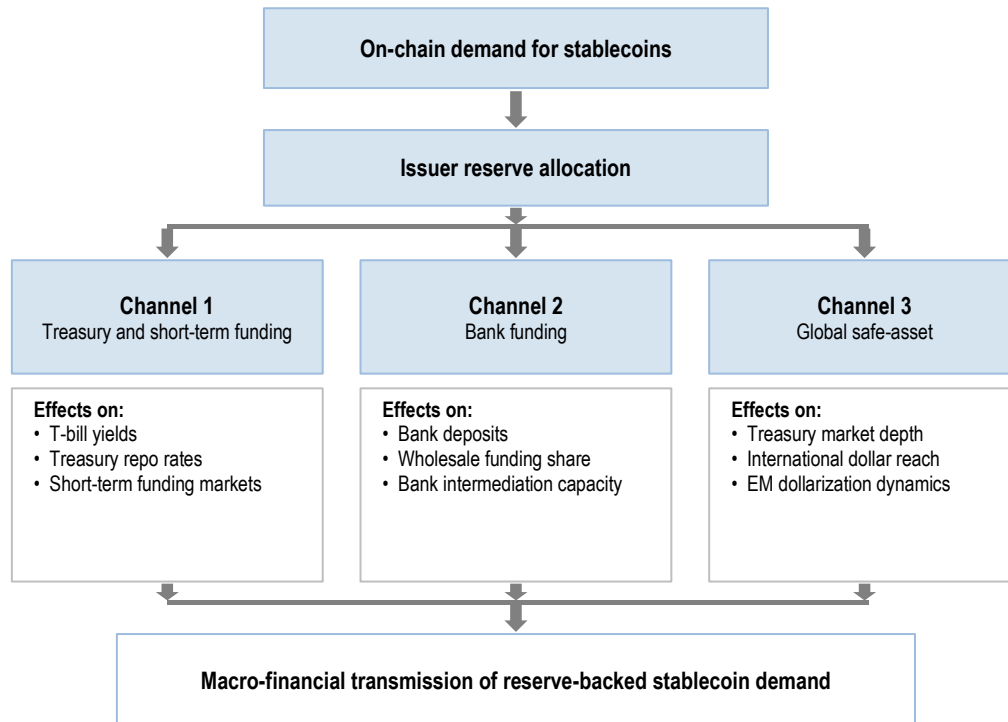 On-chain demand for stablecoins
Issuer reserve allocation
Channel 1
Treasury and short-term funding
Effects on:
• T-bill yields
• Treasury repo rates
• Short-term funding markets
Channel 2
Bank funding
Effects on:
• Bank deposits
• Wholesale funding share
• Bank intermediation capacity
Channel 3
Global safe-asset
Effects on:
• Treasury market depth
• International dollar reach
• EM dollarization dynamics
Macro-financial transmission of reserve-backed stablecoin demand